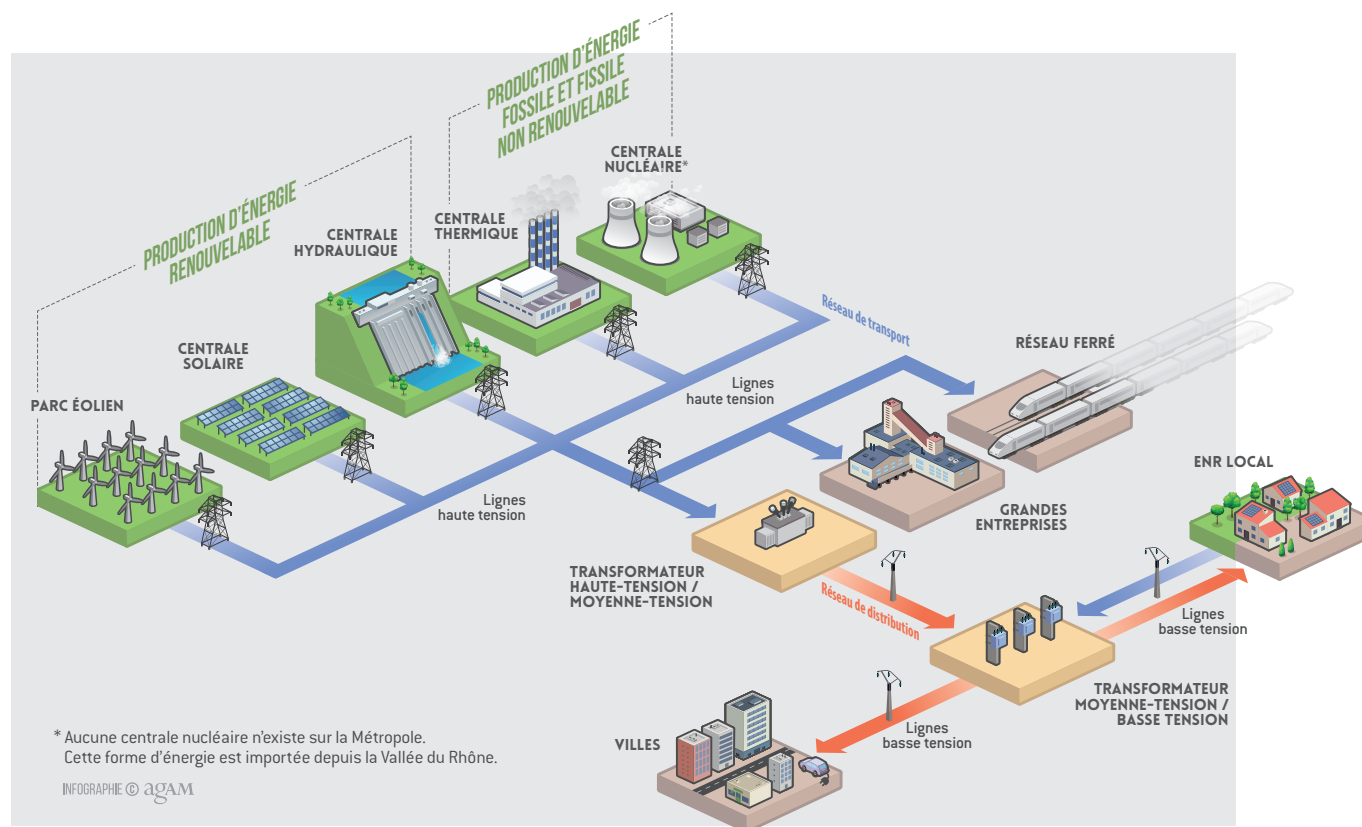 PRODUCTION D'ÉNERGIE
FOSSILE ET FISSILE
NON RENOUVELABLE
CENTRALE
NUCLÉAIRE*
PRODUCTION D'ÉNERGIE
RENOUVELABLE
CENTRALE
HYDRAULIQUE
CENTRALE
THERMIQUE
CENTRALE
SOLAIRE
PARC ÉOLIEN
Réseau de transport
RÉSEAU FERRÉ
Lignes
haute tension
Lignes
haute tension
GRANDES
ENTREPRISES
ENR LOCAL
TRANSFORMATEUR
HAUTE-TENSION /
MOYENNE-TENSION
Réseau de distribution
Lignes
basse tension
TRANSFORMATEUR
MOYENNE-TENSION /
BASSE TENSION
Lignes
basse tension
VILLES
* Aucune centrale nucléaire n'existe sur la Métropole.
Cette forme d'énergie est importée depuis la Vallée du Rhône.
INFOGRAPHIE © agAM